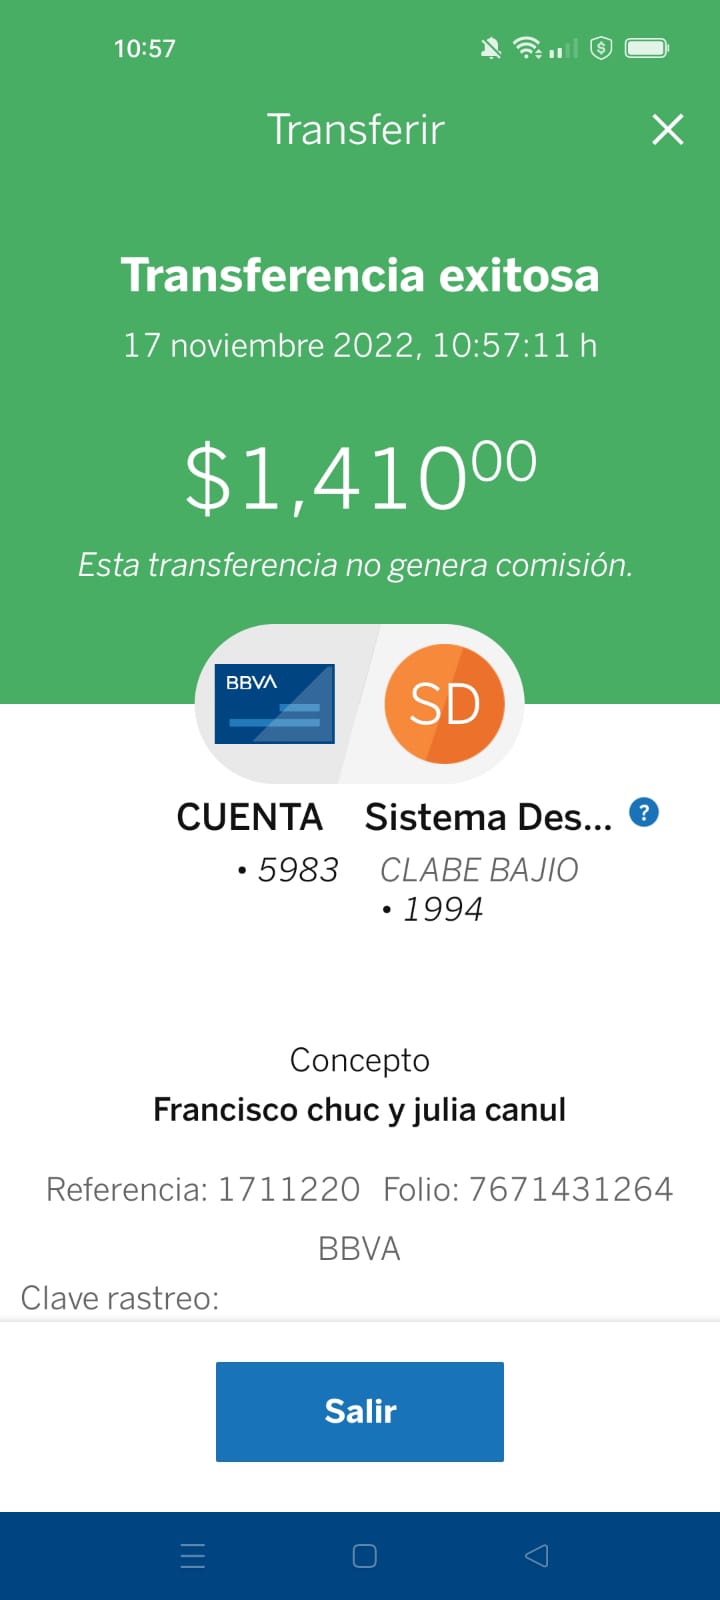 10:57
Transferir
Transferencia exitosa
17 noviembre 2022, 10:57:11 h
$1,41000
Esta transferencia no genera comisión.
BBVA
SD
CUENTA
• 5983
Sistema Des... ?
CLABE BAJIO
• 1994
Concepto
Francisco chuc y julia canul
Referencia: 1711220 Folio: 7671431264
BBVA
Clave rastreo:
Salir